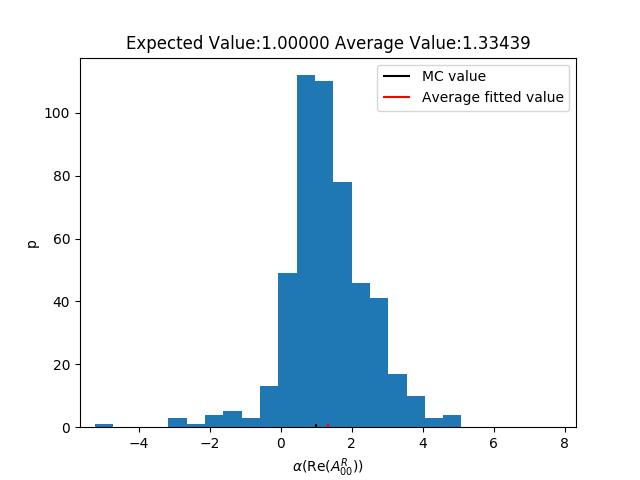 Expected Value:1.00000 Average Value:1.33439
MC value
Average fitted value
100
80
60
40
20
0
p
−4 −2 0 2 4 6 8
α(Re(A^R_00))